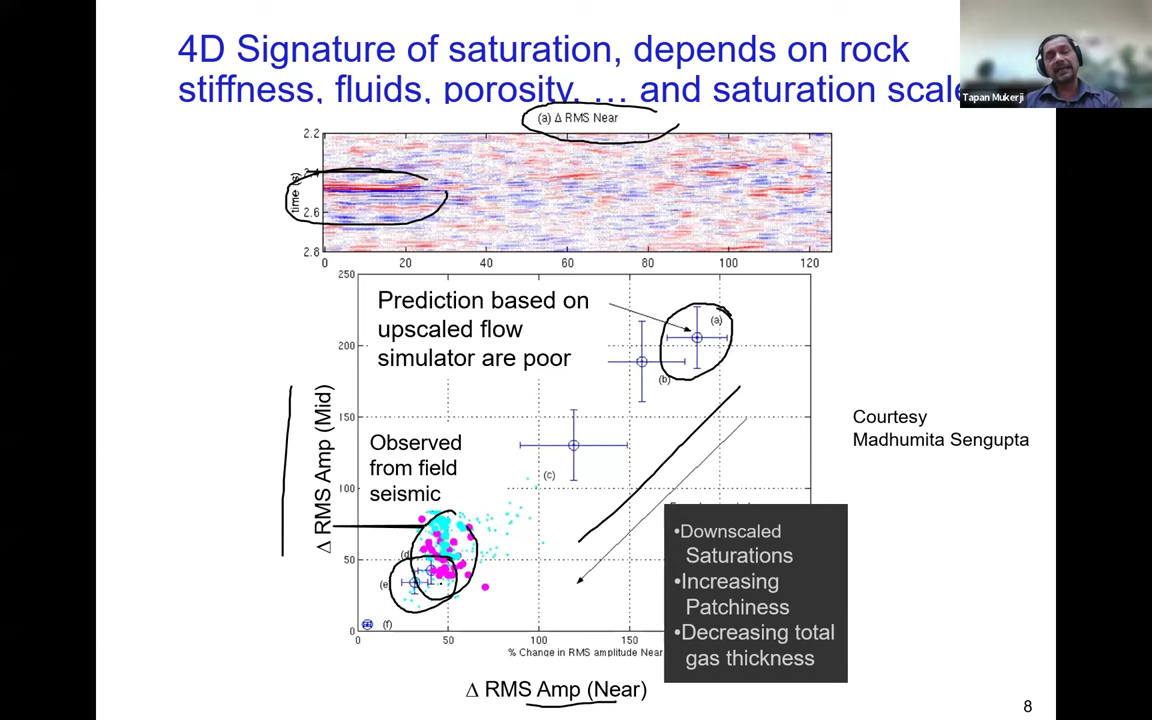 4D Signature of saturation, depends on rock
stiffness, fluids, porosity, … and saturation scale
Tapan Mukerji
(a) Δ RMS Near
2.2
time (s)
2.6
2.8
0 20 40 60 80 100 120
250
Prediction based on
upscaled flow
simulator are poor
(a)
200
(b)
150
Δ RMS Amp (Mid)
Observed
from field
seismic
(c)
100
Courtesy
Madhumita Sengupta
•Downscaled
Saturations
•Increasing
Patchiness
•Decreasing total
gas thickness
(d)
50
(e
(f)
0
0 50 100 150
% Change in RMS amplitude Near
Δ RMS Amp (Near)
8